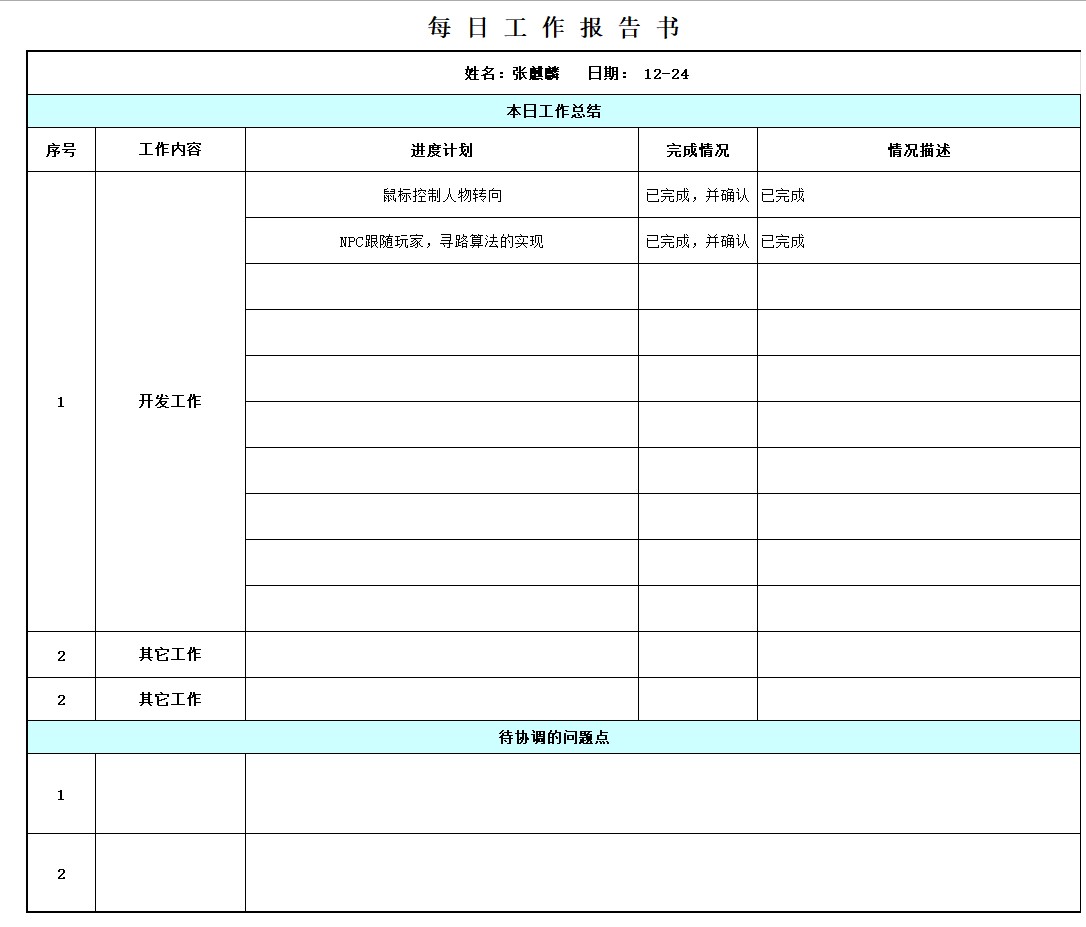 每日工作报告书
姓名：张麒麟 日期： 12-24
本日工作总结
序号 工作内容 进度计划 完成情况 情况描述
1 开发工作 鼠标控制人物转向 已完成，并确认 已完成
NPC跟随玩家，寻路算法的实现 已完成，并确认 已完成
2 其它工作
2 其它工作
待协调的问题点
1
2